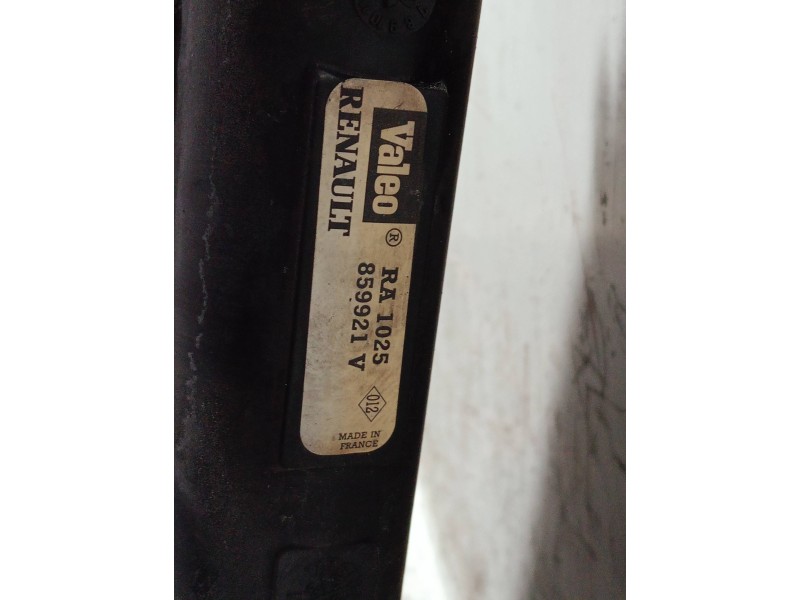 Valeo® RA 1025
RENAULT 859921 V
012
MADE IN
FRANCE